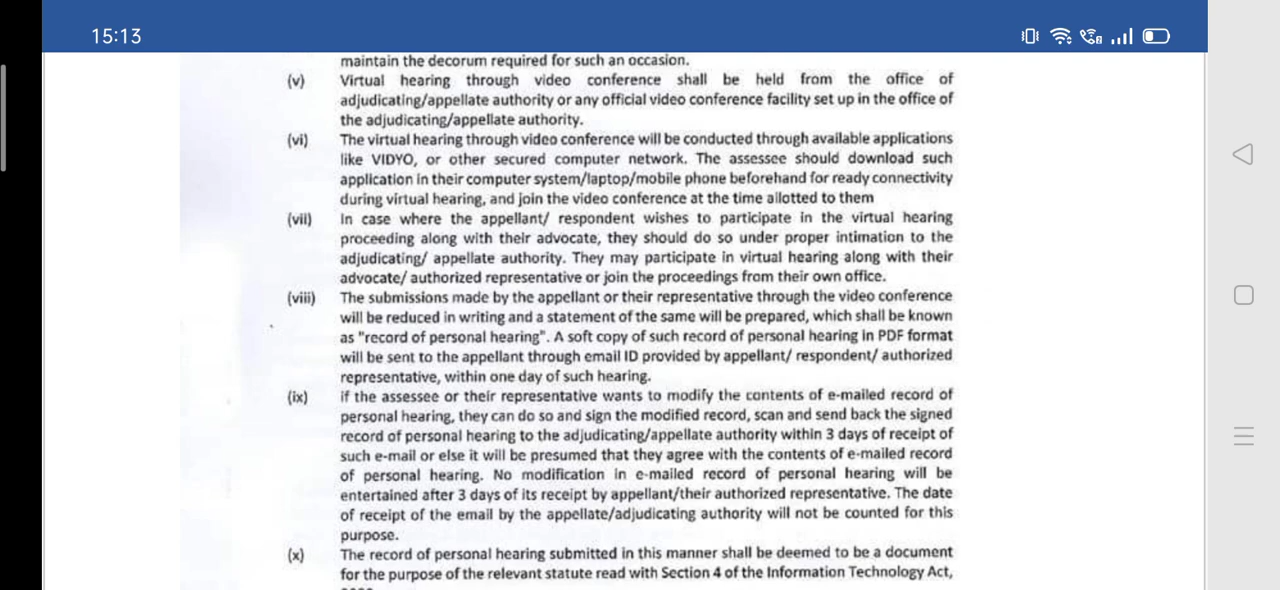 15:13
maintain the decorum required for such an occasion.
(v) Virtual hearing through video conference shall be held from the office of
adjudicating/appellate authority or any official video conference facility set up in the office of
the adjudicating/appellate authority.
(vi) The virtual hearing through video conference will be conducted through available applications
like VIDYO, or other secured computer network. The assessee should download such
application in their computer system/laptop/mobile phone beforehand for ready connectivity
during virtual hearing, and join the video conference at the time allotted to them
(vii) In case where the appellant/ respondent wishes to participate in the virtual hearing
proceeding along with their advocate, they should do so under proper intimation to the
adjudicating/ appellate authority. They may participate in virtual hearing along with their
advocate/ authorized representative or join the proceedings from their own office.
(viii) The submissions made by the appellant or their representative through the video conference
will be reduced in writing and a statement of the same will be prepared, which shall be known
as "record of personal hearing". A soft copy of such record of personal hearing in PDF format
will be sent to the appellant through email ID provided by appellant/ respondent/ authorized
representative, within one day of such hearing.
(ix) if the assessee or their representative wants to modify the contents of e-mailed record of
personal hearing, they can do so and sign the modified record, scan and send back the signed
record of personal hearing to the adjudicating/appellate authority within 3 days of receipt of
such e-mail or else it will be presumed that they agree with the contents of e-mailed record
of personal hearing. No modification in e-mailed record of personal hearing will be
entertained after 3 days of its receipt by appellant/their authorized representative. The date
of receipt of the email by the appellate/adjudicating authority will not be counted for this
purpose.
(x) The record of personal hearing submitted in this manner shall be deemed to be a document
for the purpose of the relevant statute read with Section 4 of the Information Technology Act,